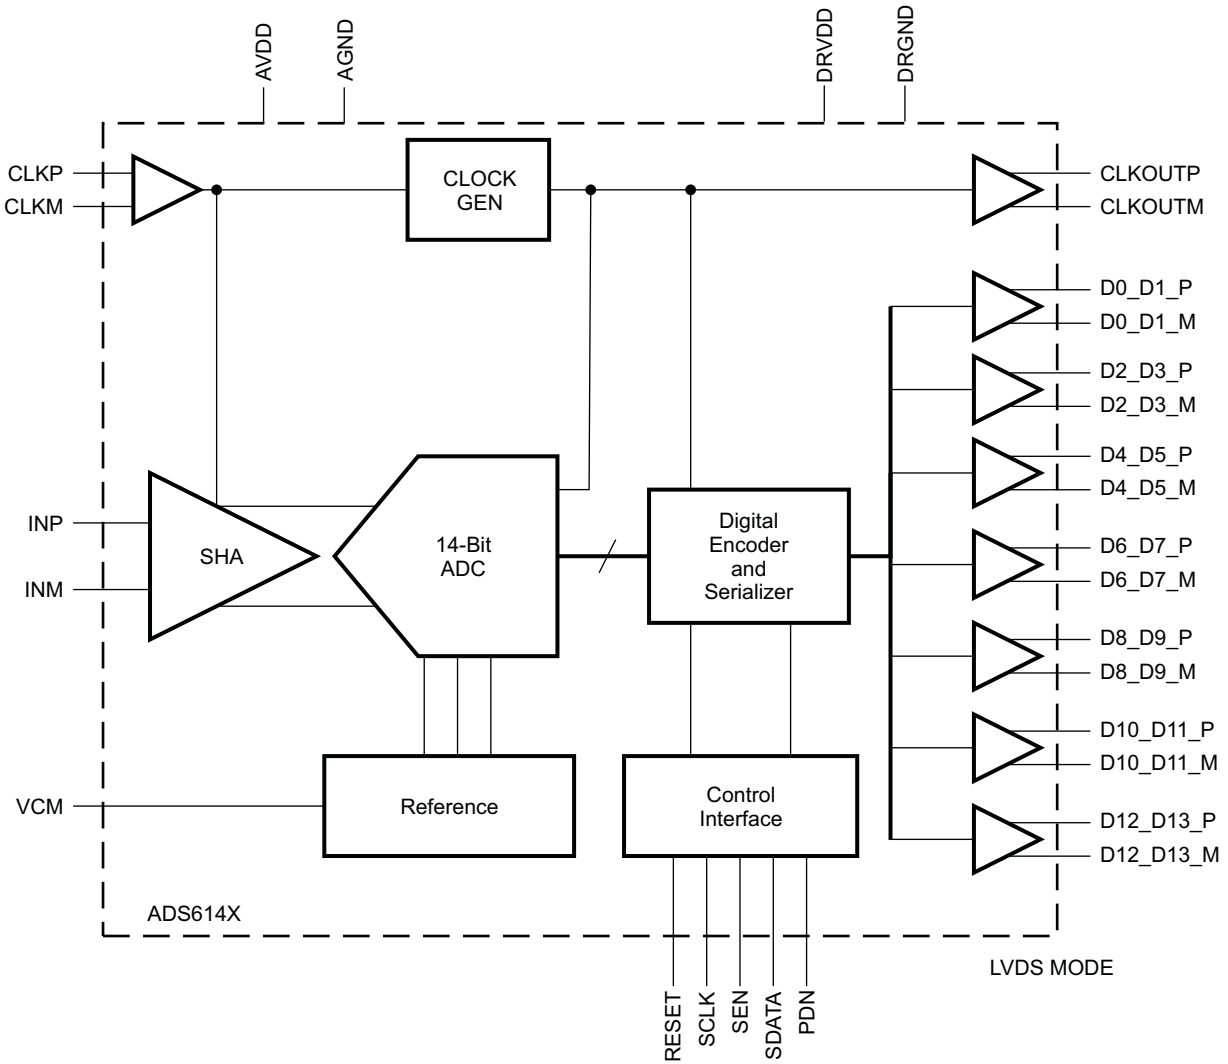 AVDD
AGND
DRVDD
DRGND
CLKP
CLKM
CLOCK
GEN
CLKOUTP
CLKOUTM
D0_D1_P
D0_D1_M
D2_D3_P
D2_D3_M
D4_D5_P
D4_D5_M
INP
INM
SHA
14-Bit
ADC
Digital
Encoder
and
Serializer
D6_D7_P
D6_D7_M
D8_D9_P
D8_D9_M
D10_D11_P
D10_D11_M
VCM
Reference
Control
Interface
D12_D13_P
D12_D13_M
ADS614X
LVDS MODE
RESET
SCLK
SEN
SDATA
PDN